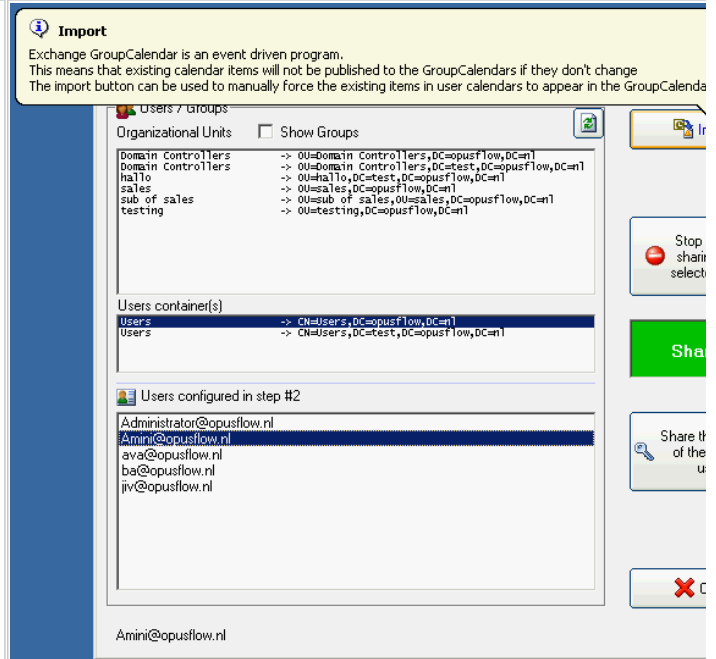 Import
Exchange GroupCalendar is an event driven program.
This means that existing calendar items will not be published to the GroupCalendars if they don't change
The import button can be used to manually force the existing items in user calendars to appear in the GroupCalenda
Users / Groups
Organizational Units Show Groups
Domain Controllers -> OU=Domain Controllers,DC=opusflow,DC=nl
Domain Controllers -> OU=Domain Controllers,DC=test,DC=opusflow,DC=nl
hallo -> OU=hallo,DC=test,DC=opusflow,DC=nl
sales -> OU=sales,DC=opusflow,DC=nl
sub of sales -> OU=sub of sales,OU=sales,DC=opusflow,DC=nl
testing -> OU=testing,DC=opusflow,DC=nl
Users container(s)
Users -> CN=Users,DC=opusflow,DC=nl
Users -> CN=Users,DC=test,DC=opusflow,DC=nl
Users configured in step #2
Administrator@opusflow.nl
Amini@opusflow.nl
ava@opusflow.nl
ba@opusflow.nl
jiv@opusflow.nl
Amini@opusflow.nl
Stop
sharin
selecte
Shar
Share th
of the
u